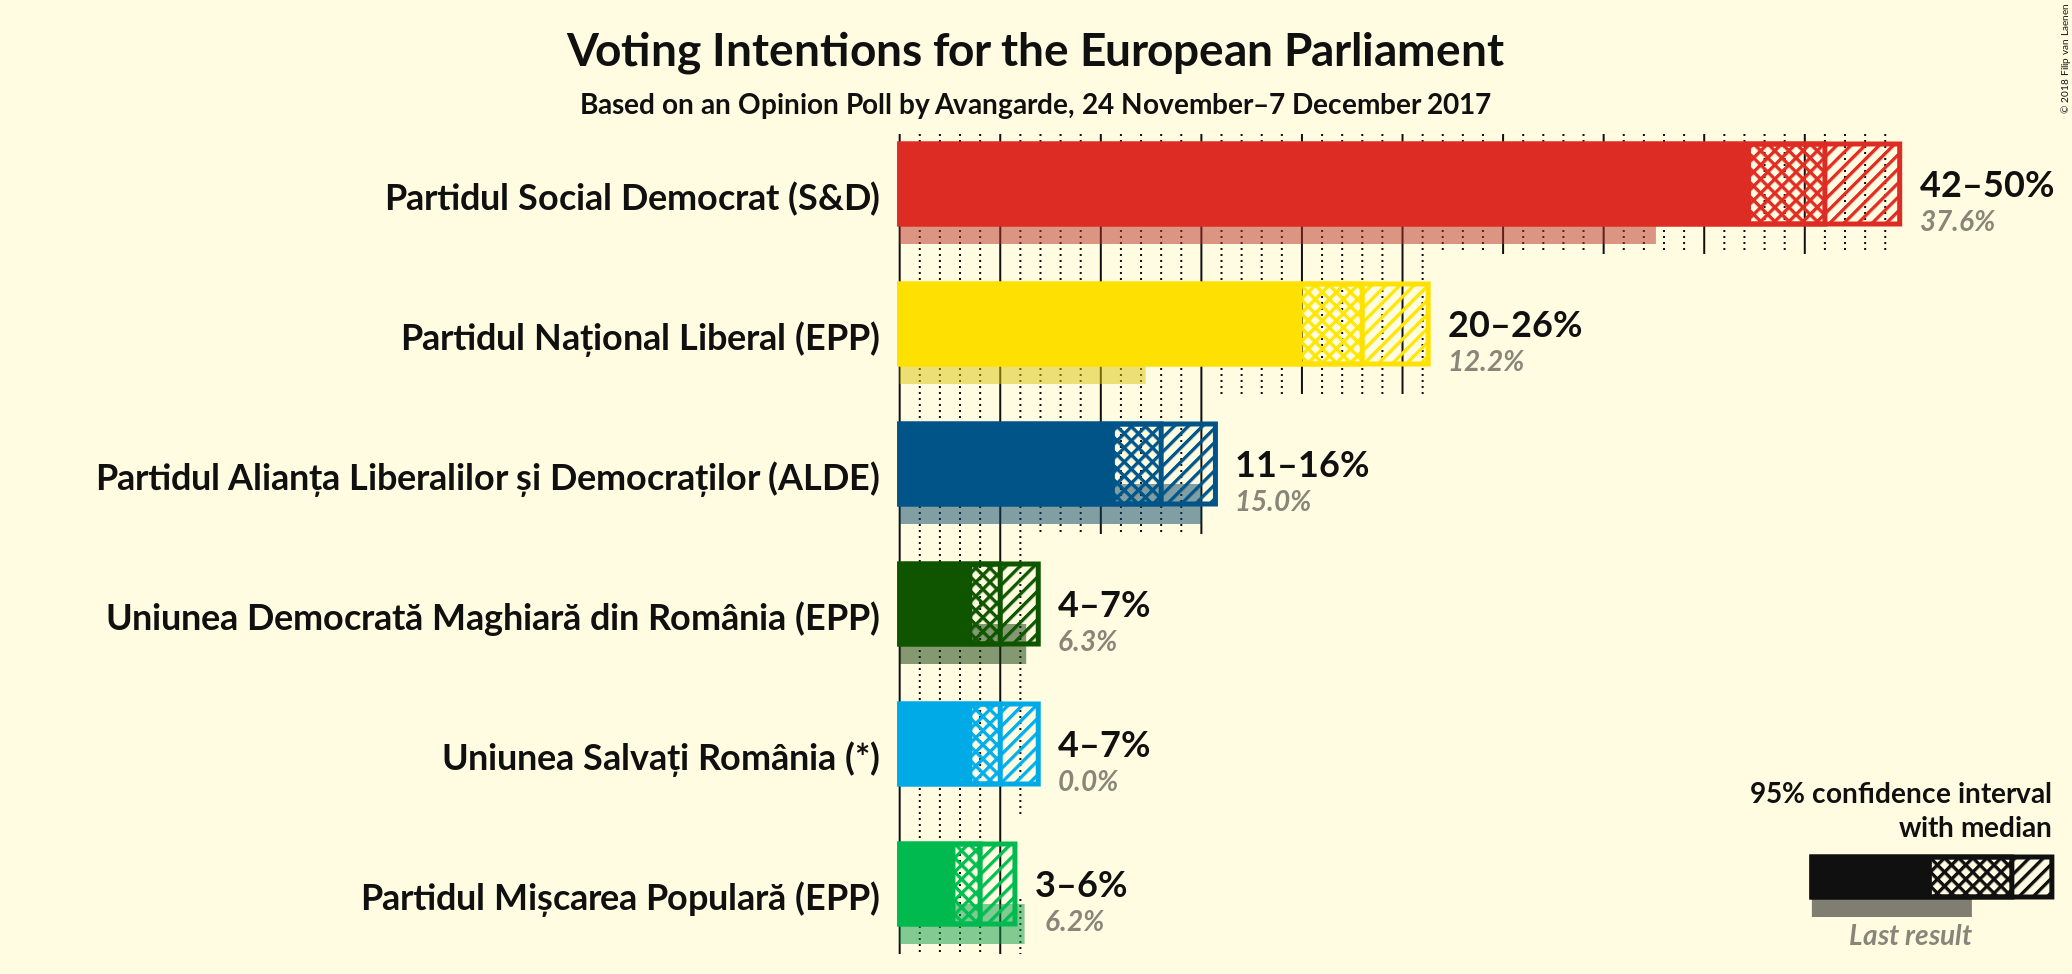 Voting Intentions for the European Parliament
Based on an Opinion Poll by Avangarde, 24 November–7 December 2017
© 2018 Filip van Laenen
Partidul Social Democrat (S&D)
42–50%
37.6%
Partidul Național Liberal (EPP)
20–26%
12.2%
Partidul Alianța Liberalilor și Democraților (ALDE)
11–16%
15.0%
Uniunea Democrată Maghiară din România (EPP)
4–7%
6.3%
Uniunea Salvați România (*)
4–7%
0.0%
Partidul Mișcarea Populară (EPP)
3–6%
6.2%
95% confidence interval
with median
Last result